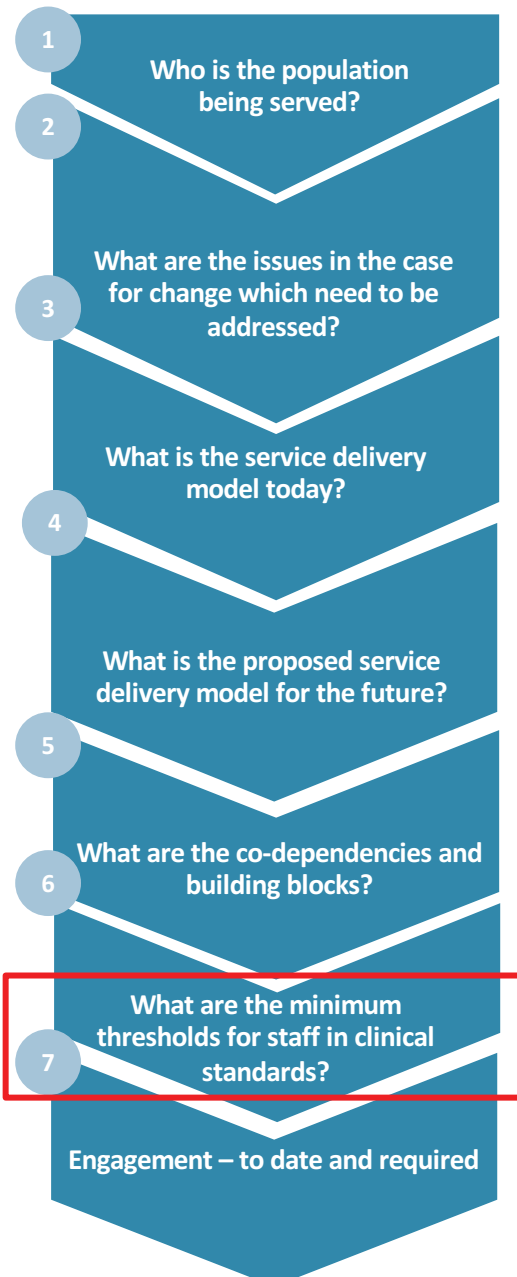 1
Who is the population
being served?
2
What are the issues in the case
for change which need to be
addressed?
3
What is the service delivery
model today?
4
What is the proposed service
delivery model for the future?
5
What are the co-dependencies and
building blocks?
6
What are the minimum
thresholds for staff in clinical
standards?
7
Engagement – to date and required